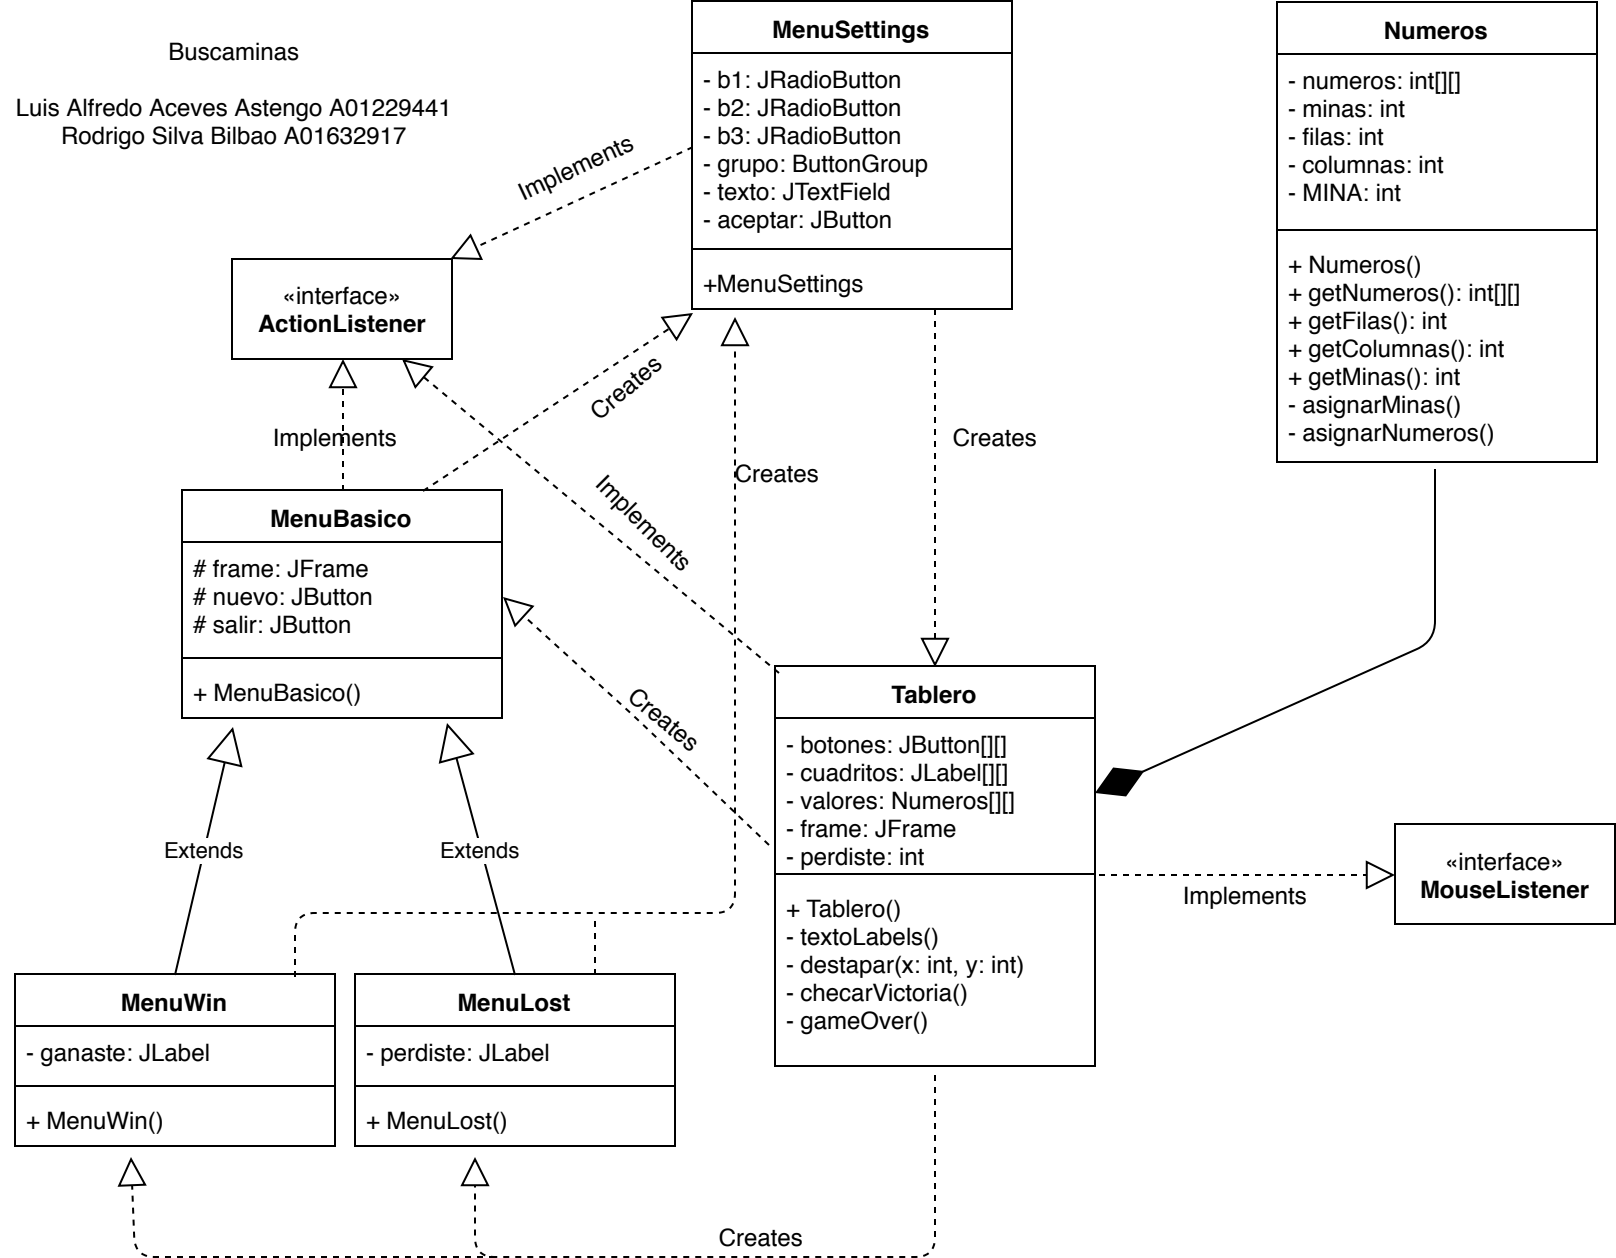 Buscaminas
Luis Alfredo Aceves Astengo A01229441
Rodrigo Silva Bilbao A01632917
MenuSettings
- b1: JRadioButton
- b2: JRadioButton
- b3: JRadioButton
- grupo: ButtonGroup
- texto: JTextField
- aceptar: JButton
+MenuSettings
Numeros
- numeros: int[][]
- minas: int
- filas: int
- columnas: int
- MINA: int
+ Numeros()
+ getNumeros(): int[][]
+ getFilas(): int
+ getColumnas(): int
+ getMinas(): int
- asignarMinas()
- asignarNumeros()
Implements
«interface»
ActionListener
Creates
Implements
Creates
Creates
Implements
MenuBasico
# frame: JFrame
# nuevo: JButton
# salir: JButton
+ MenuBasico()
Creates
Tablero
- botones: JButton[][]
- cuadritos: JLabel[][]
- valores: Numeros[][]
- frame: JFrame
- perdiste: int
+ Tablero()
- textoLabels()
- destapar(x: int, y: int)
- checarVictoria()
- gameOver()
«interface»
MouseListener
Implements
Extends
Extends
MenuWin
- ganaste: JLabel
+ MenuWin()
MenuLost
- perdiste: JLabel
+ MenuLost()
Creates